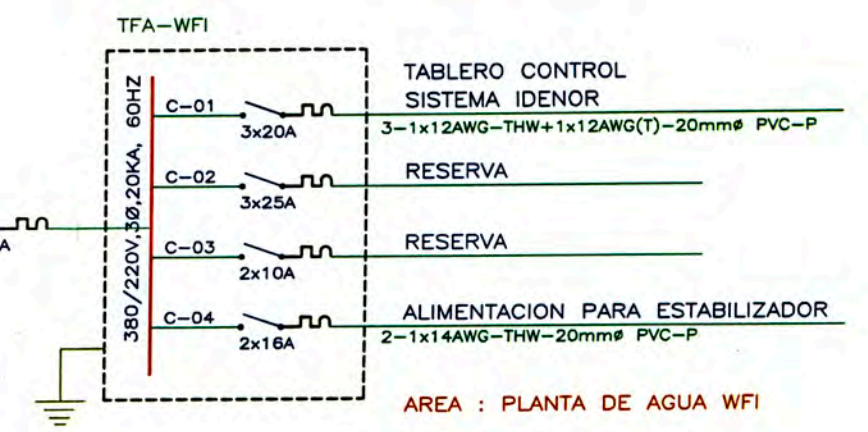 TFA-WFI
380/220V,3Ø,20KA, 60HZ
A
C-01
3x20A
TABLERO CONTROL
SISTEMA IDENOR
3-1x12AWG-THW+1x12AWG(T)-20mmø PVC-P
C-02
3x25A
RESERVA
C-03
2x10A
RESERVA
C-04
2x16A
ALIMENTACION PARA ESTABILIZADOR
2-1x14AWG-THW-20mmø PVC-P
AREA : PLANTA DE AGUA WFI